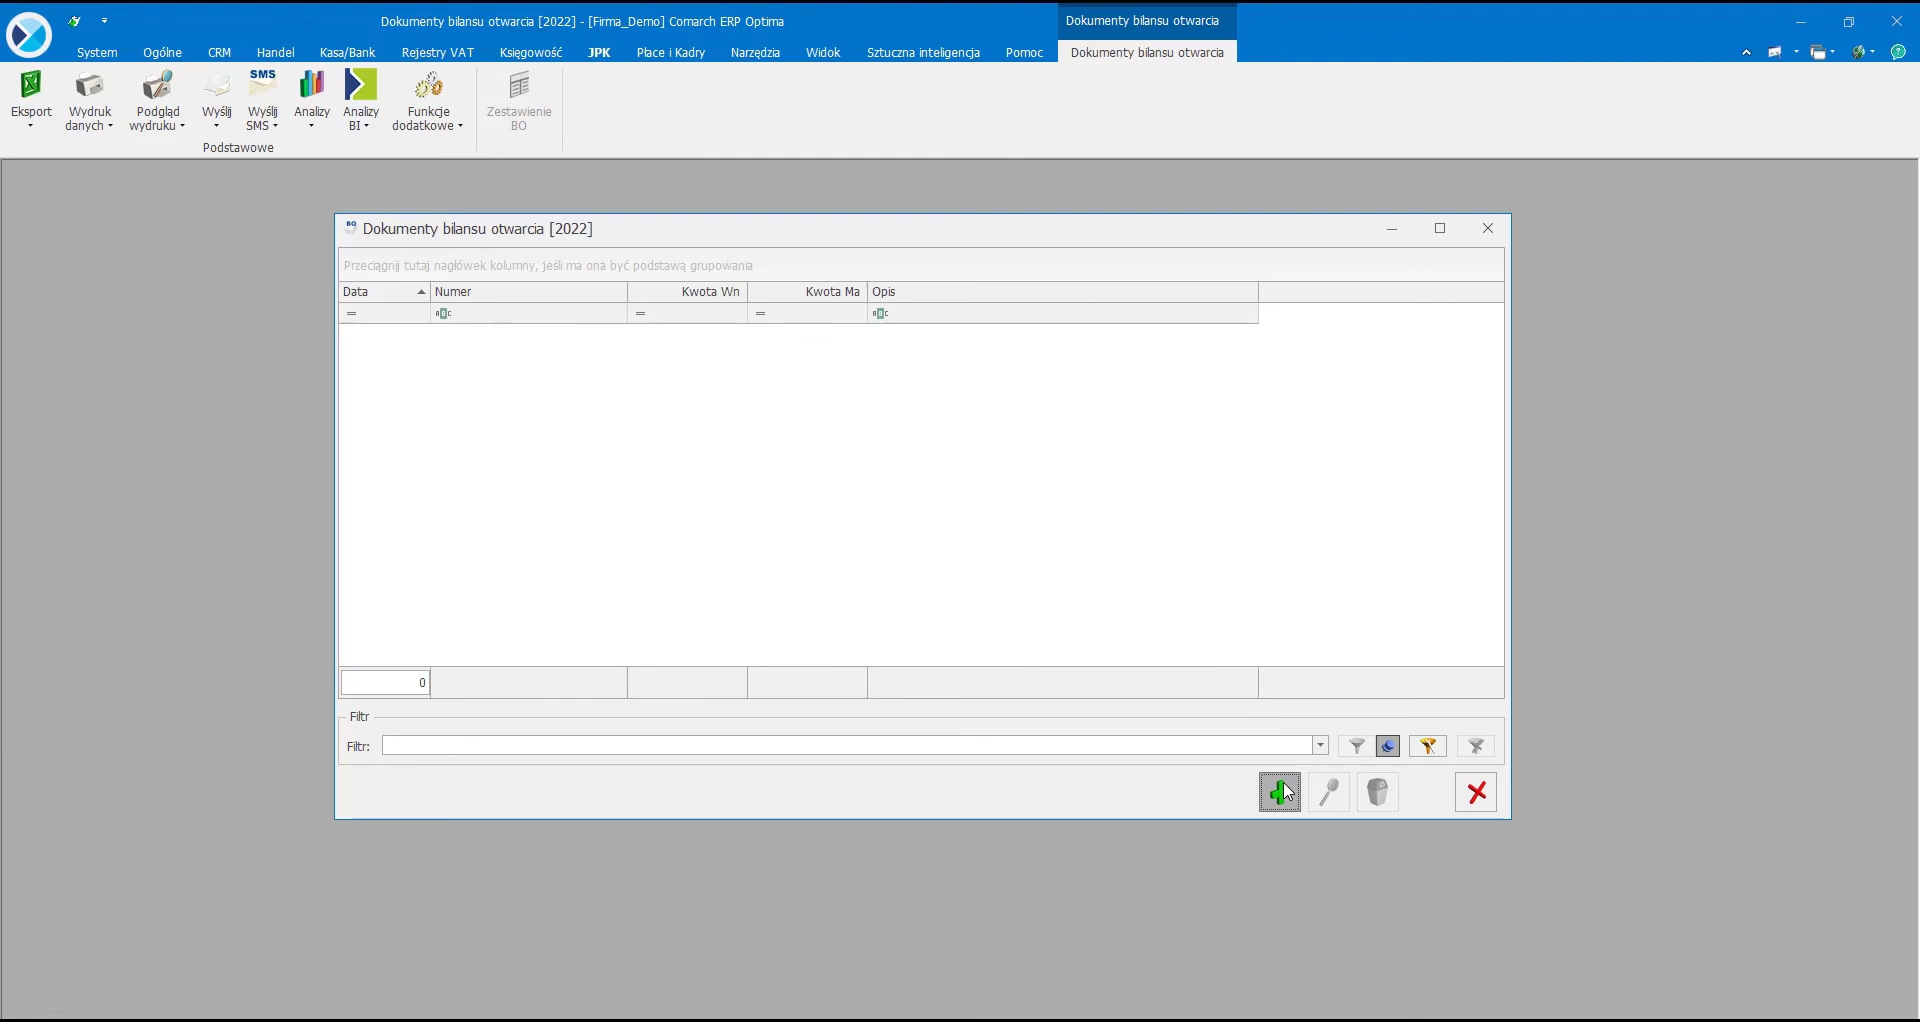 Dokumenty bilansu otwarcia [2022] - [Firma_Demo] Comarch ERP Optima
Dokumenty bilansu otwarcia
System Ogólne CRM Handel Kasa/Bank Rejestry VAT Księgowość JPK Płace i Kadry Narzędzia Widok Sztuczna inteligencja Pomoc Dokumenty bilansu otwarcia
SMS
Eksport Wydruk danych Podgląd wydruku Wyślij Wyślij SMS Analizy Analizy BI Funkcje dodatkowe Zestawienie BO
Podstawowe
BO Dokumenty bilansu otwarcia [2022]
Przeciągnij tutaj nagłówek kolumny, jeśli ma ona być podstawą grupowania
Data Numer Kwota Wn Kwota Ma Opis
= ABC = = ABC
0
Filtr
Filtr: